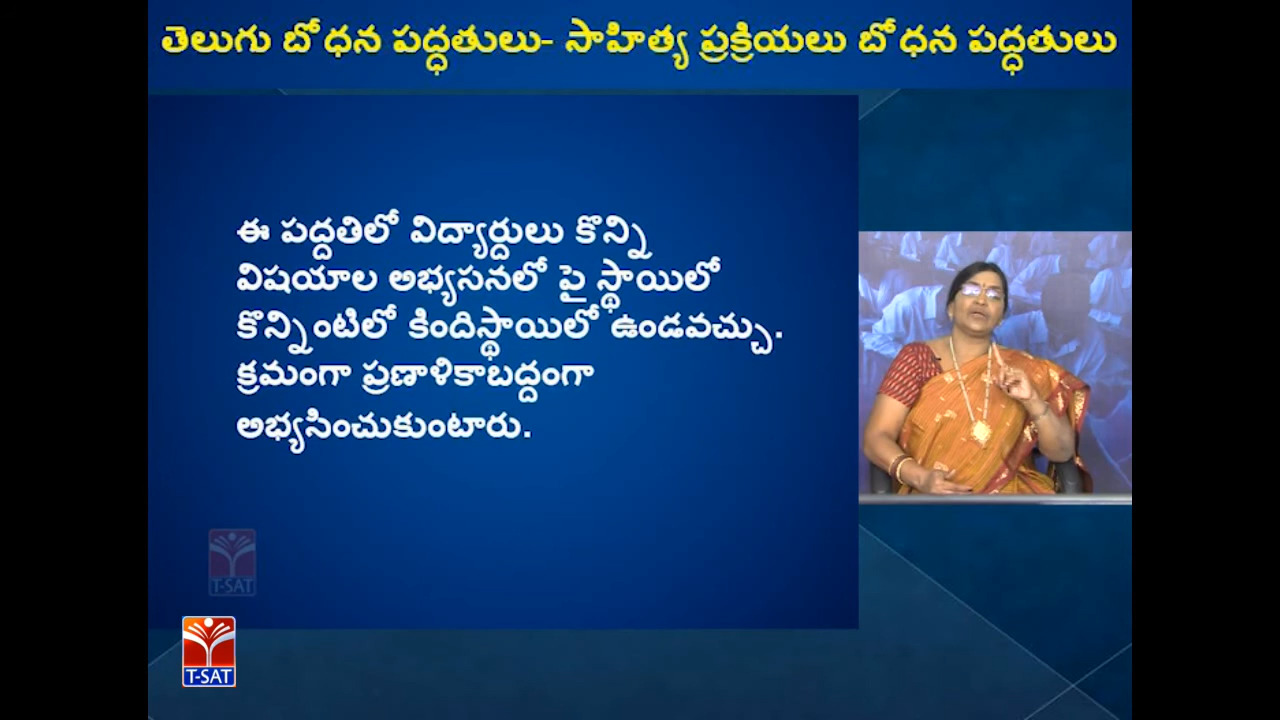 తెలుగు బోధన పద్ధతులు- సాహిత్య ప్రక్రియలు బోధన పద్ధతులు
ఈ పద్దతిలో విద్యార్దులు కొన్ని
విషయాల అభ్యసనలో పై స్థాయిలో
కొన్నింటిలో కిందిస్థాయిలో ఉండవచ్చు.
క్రమంగా ప్రణాళికాబద్దంగా
అభ్యసించుకుంటారు.
T-SAT
T-SAT